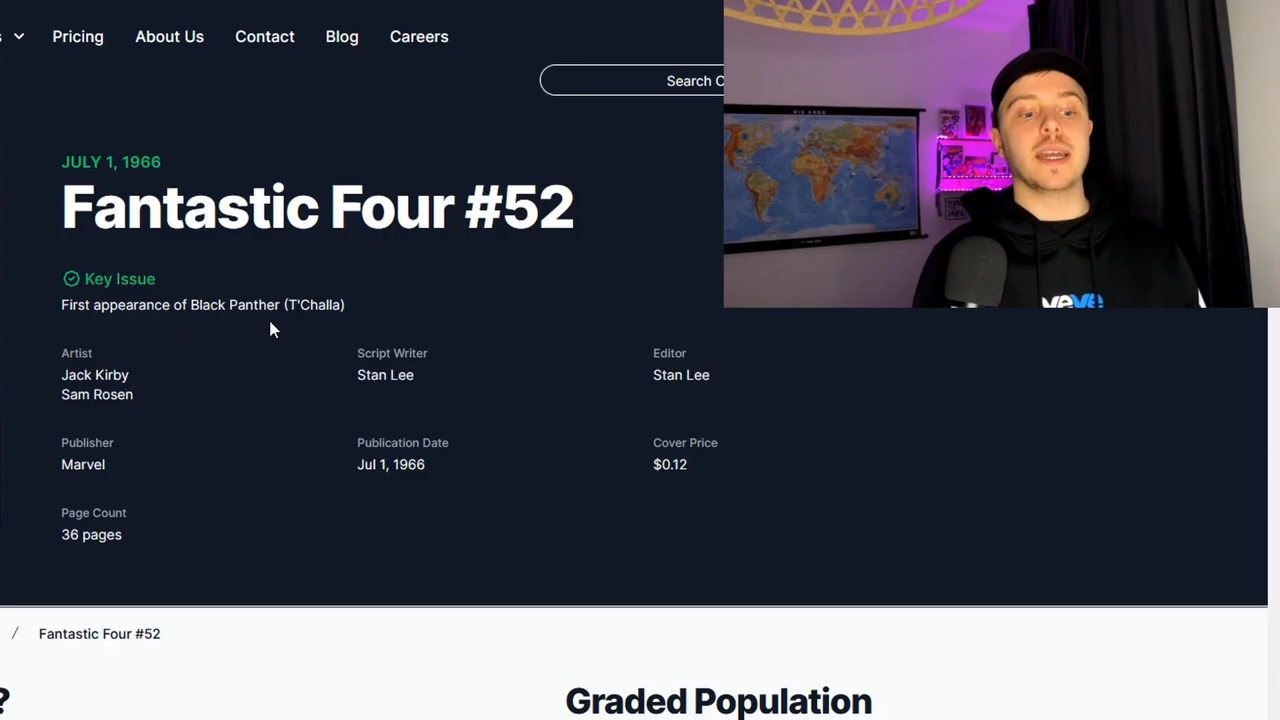 Pricing About Us Contact Blog Careers
Search
JULY 1, 1966
Fantastic Four #52
Key Issue
First appearance of Black Panther (T'Challa)
Artist Script Writer Editor
Jack Kirby Stan Lee Stan Lee
Sam Rosen
Publisher Publication Date Cover Price
Marvel Jul 1, 1966 $0.12
Page Count
36 pages
/ Fantastic Four #52
?
Graded Population
veve